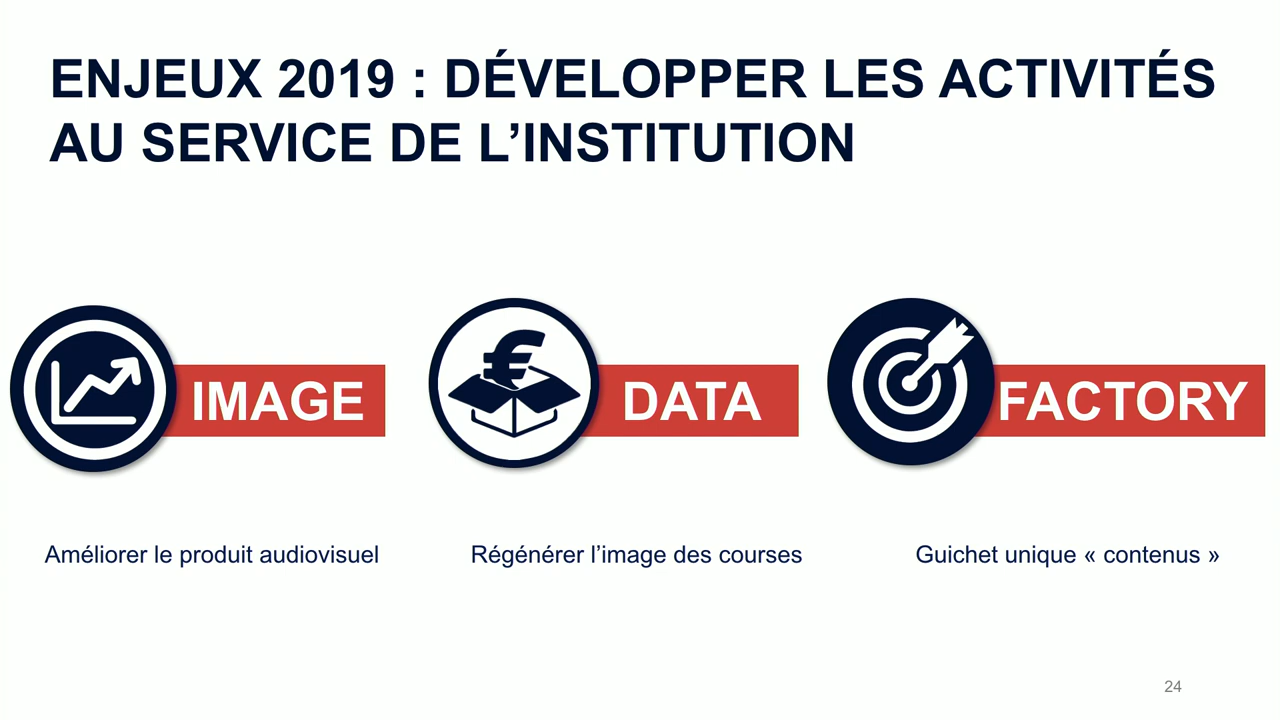 ENJEUX 2019 : DÉVELOPPER LES ACTIVITÉS
AU SERVICE DE L’INSTITUTION
IMAGE
DATA
FACTORY
Améliorer le produit audiovisuel
Régénérer l’image des courses
Guichet unique « contenus »
24